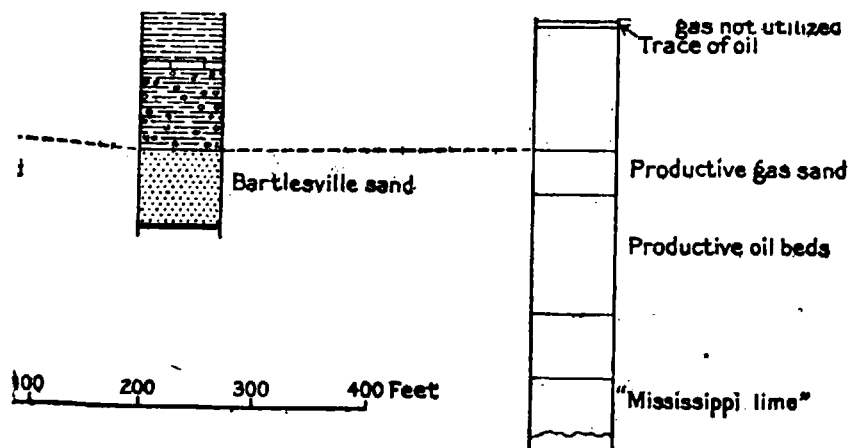 gas not utilized
Trace of oil
Bartlesville sand
Productive gas sand
Productive oil beds
200 300 400 Feet
"Mississippi lime"